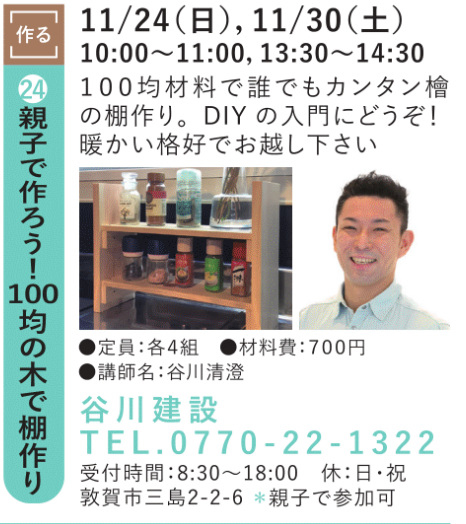 作る
㉔親子で作ろう！100均の木で棚作り
11/24（日）, 11/30（土）
10:00〜11:00, 13:30〜14:30
１００均材料で誰でもカンタン檜
の棚作り。DIYの入門にどうぞ！
暖かい格好でお越し下さい
●定員：各4組　●材料費：700円
●講師名：谷川清澄
谷川建設
TEL.0770-22-1322
受付時間：8:30〜18:00　休：日・祝
敦賀市三島2-2-6 ＊親子で参加可